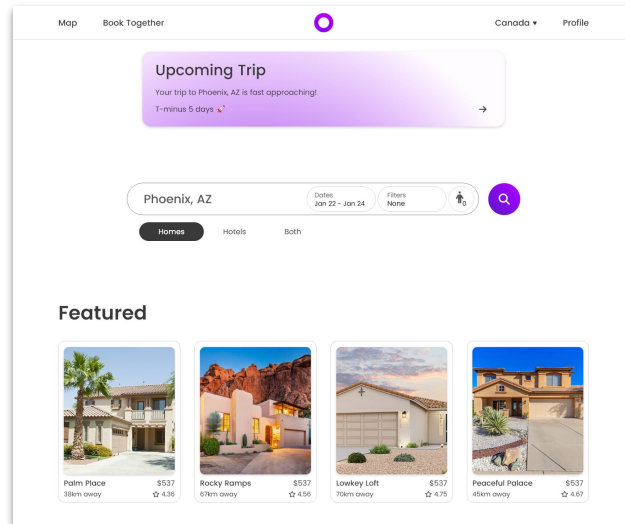 Map Book Together Canada ▾ Profile
Upcoming Trip
Your trip to Phoenix, AZ is fast approaching!
T-minus 5 days 🚀 →
Phoenix, AZ
Dates
Jan 22 - Jan 24
Filters
None
0
Homes Hotels Both
Featured
Palm Place $537
38km away ☆ 4.36
Rocky Ramps $537
67km away ☆ 4.56
Lowkey Loft $537
70km away ☆ 4.75
Peaceful Palace $537
45km away ☆ 4.67